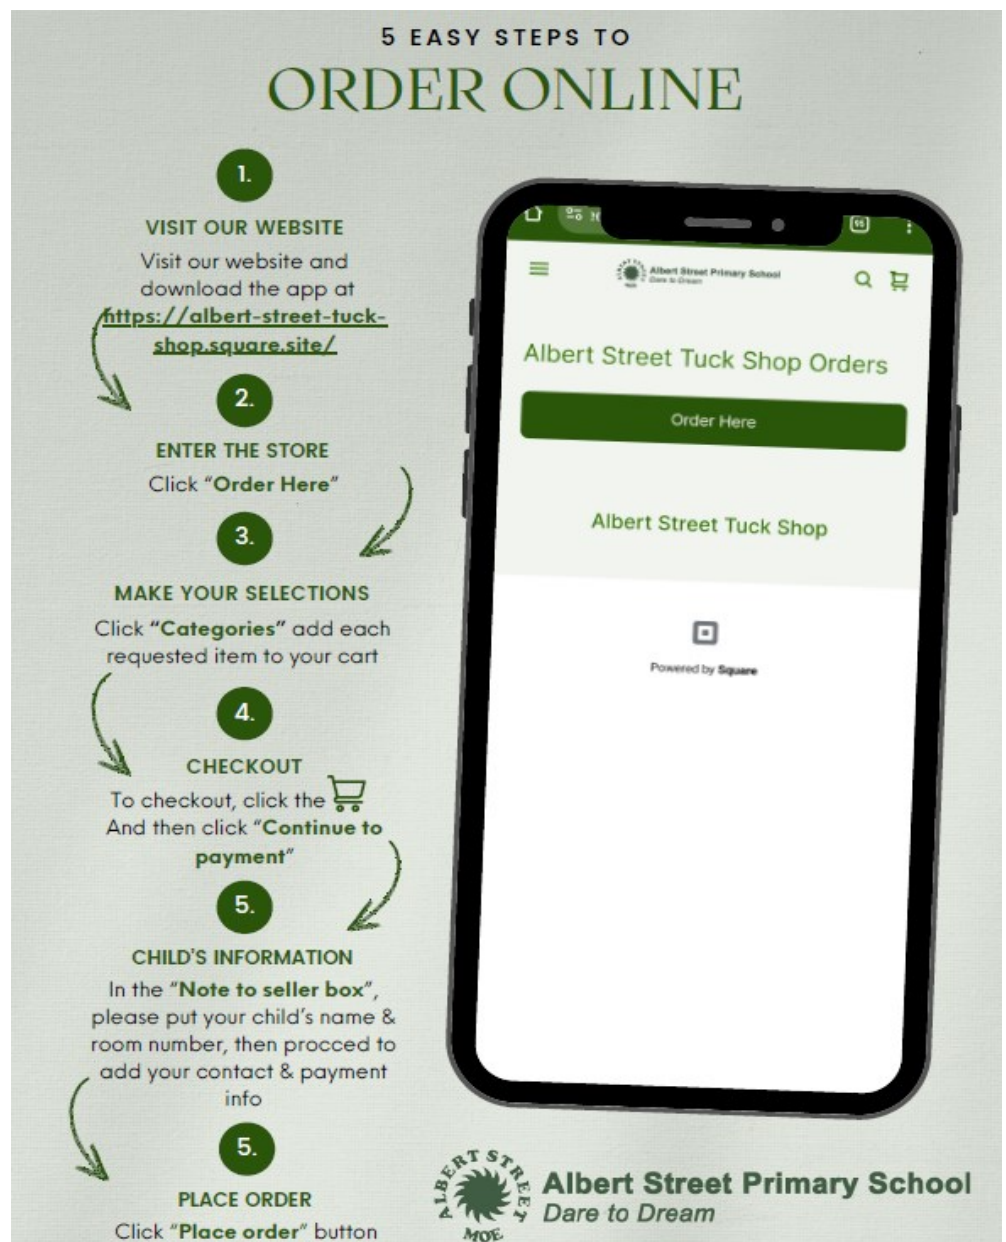 5 EASY STEPS TO
ORDER ONLINE
1.
VISIT OUR WEBSITE
Visit our website and
download the app at
https://albert-street-tuck-
shop.square.site/
2.
ENTER THE STORE
Click “Order Here”
3.
MAKE YOUR SELECTIONS
Click “Categories” add each
requested item to your cart
4.
CHECKOUT
To checkout, click the
And then click “Continue to
payment”
5.
CHILD'S INFORMATION
In the “Note to seller box”,
please put your child’s name &
room number, then procced to
add your contact & payment
info
5.
PLACE ORDER
Click “Place order” button
Albert Street Primary School
Dare to Dream
Albert Street Tuck Shop Orders
Order Here
Albert Street Tuck Shop
Powered by Square
ALBERT STREET
MOE
Albert Street Primary School
Dare to Dream